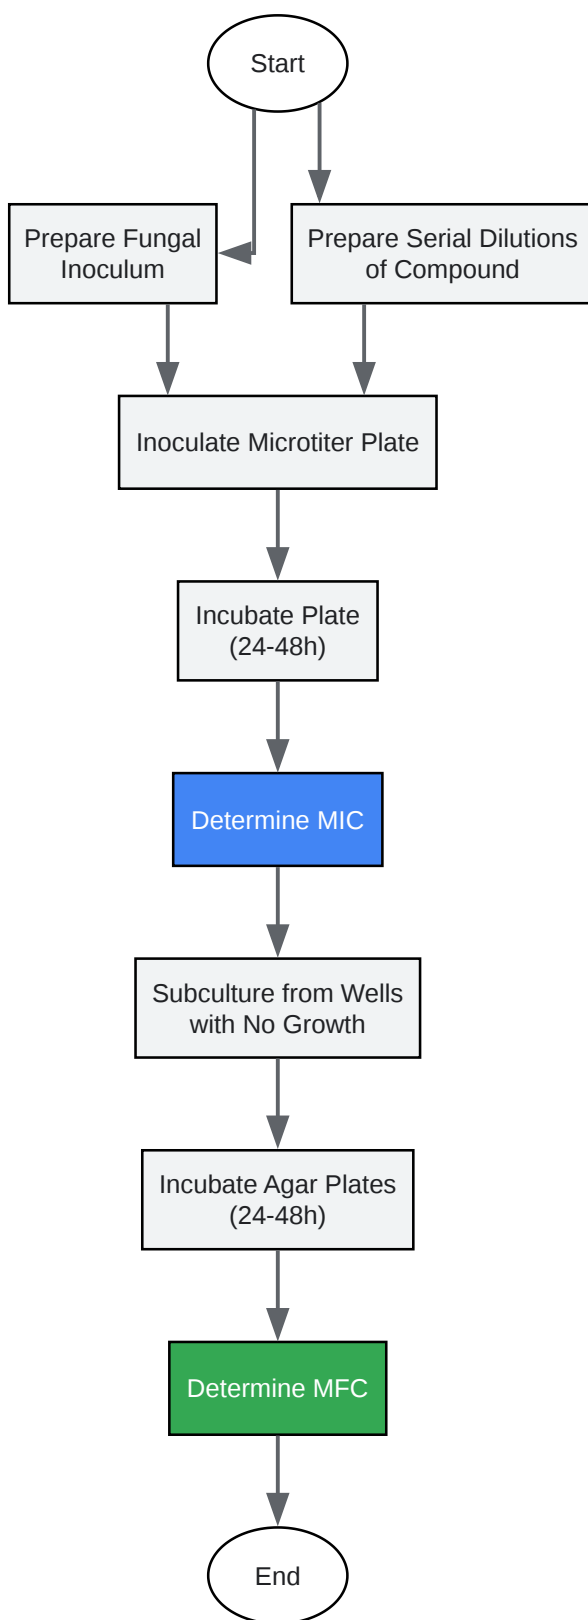 Start
Prepare Fungal
Inoculum
Prepare Serial Dilutions
of Compound
Inoculate Microtiter Plate
Incubate Plate
(24-48h)
Determine MIC
Subculture from Wells
with No Growth
Incubate Agar Plates
(24-48h)
Determine MFC
End